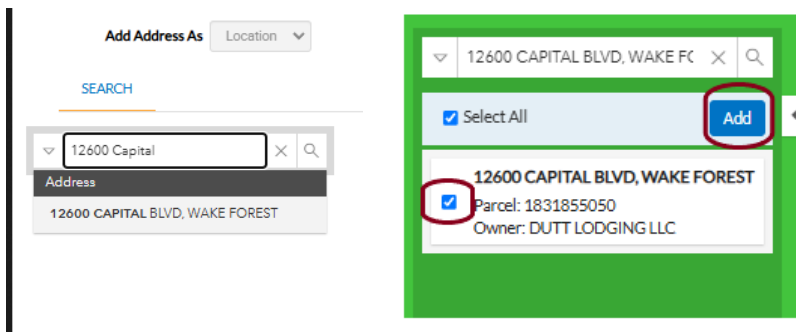 Add Address As Location
SEARCH
12600 Capital
Address
12600 CAPITAL BLVD, WAKE FOREST
12600 CAPITAL BLVD, WAKE FC
Select All Add
12600 CAPITAL BLVD, WAKE FOREST
Parcel: 1831855050
Owner: DUTT LODGING LLC